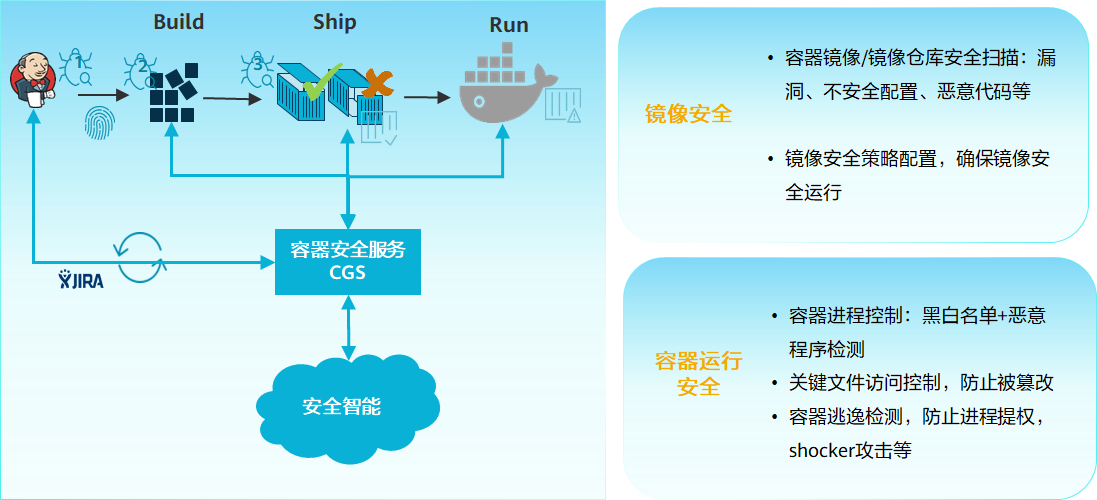 Build
Ship
Run
1
2
3
容器安全服务
CGS
JIRA
安全智能
镜像安全
• 容器镜像/镜像仓库安全扫描：漏
洞、不安全配置、恶意代码等
• 镜像安全策略配置，确保镜像安
全运行
容器运行
安全
• 容器进程控制：黑白名单+恶意
程序检测
• 关键文件访问控制，防止被篡改
• 容器逃逸检测，防止进程提权，
shocker攻击等